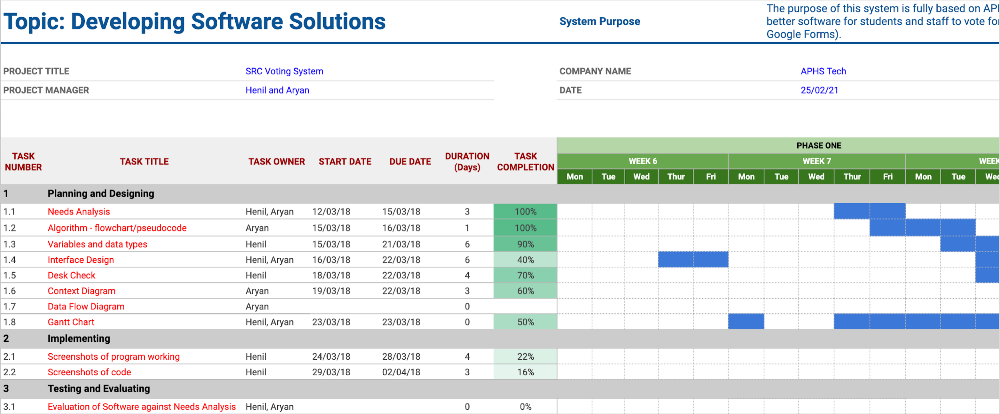 Topic: Developing Software Solutions
System Purpose
The purpose of this system is fully based on
better software for students and staff to vote
Google Forms).
PROJECT TITLE SRC Voting System COMPANY NAME APHS Tech
PROJECT MANAGER Henil and Aryan DATE 25/02/21
TASK NUMBER TASK TITLE TASK OWNER START DATE DUE DATE DURATION (Days) TASK COMPLETION
PHASE ONE
WEEK 6 WEEK 7 WEEK
Mon Tue Wed Thur Fri Mon Tue Wed Thur Fri Mon Tue Wed
1 Planning and Designing
1.1 Needs Analysis Henil, Aryan 12/03/18 15/03/18 3 100%
1.2 Algorithm - flowchart/pseudocode Aryan 15/03/18 16/03/18 1 100%
1.3 Variables and data types Henil 15/03/18 21/03/18 6 90%
1.4 Interface Design Henil, Aryan 16/03/18 22/03/18 6 40%
1.5 Desk Check Henil 18/03/18 22/03/18 4 70%
1.6 Context Diagram Aryan 19/03/18 22/03/18 3 60%
1.7 Data Flow Diagram Aryan 0
1.8 Gantt Chart Henil, Aryan 23/03/18 23/03/18 0 50%
2 Implementing
2.1 Screenshots of program working Henil 24/03/18 28/03/18 4 22%
2.2 Screenshots of code Henil 29/03/18 02/04/18 3 16%
3 Testing and Evaluating
3.1 Evaluation of Software against Needs Analysis Henil, Aryan 0 0%